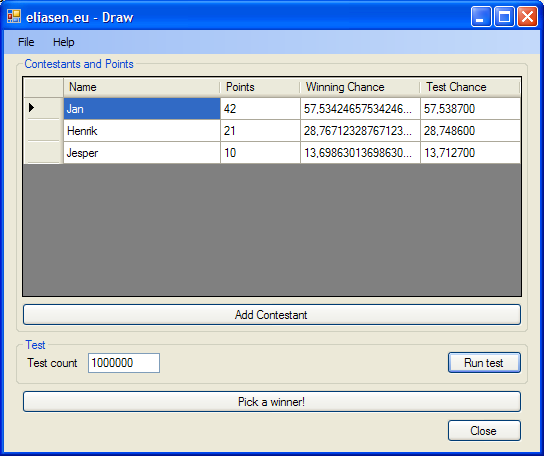 eliasen.eu - Draw
File Help
Contestants and Points
Name Points Winning Chance Test Chance
Jan 42 57,53424657534246... 57,538700
Henrik 21 28,76712328767123... 28,748600
Jesper 10 13,69863013698630... 13,712700
Add Contestant
Test
Test count 1000000 Run test
Pick a winner!
Close